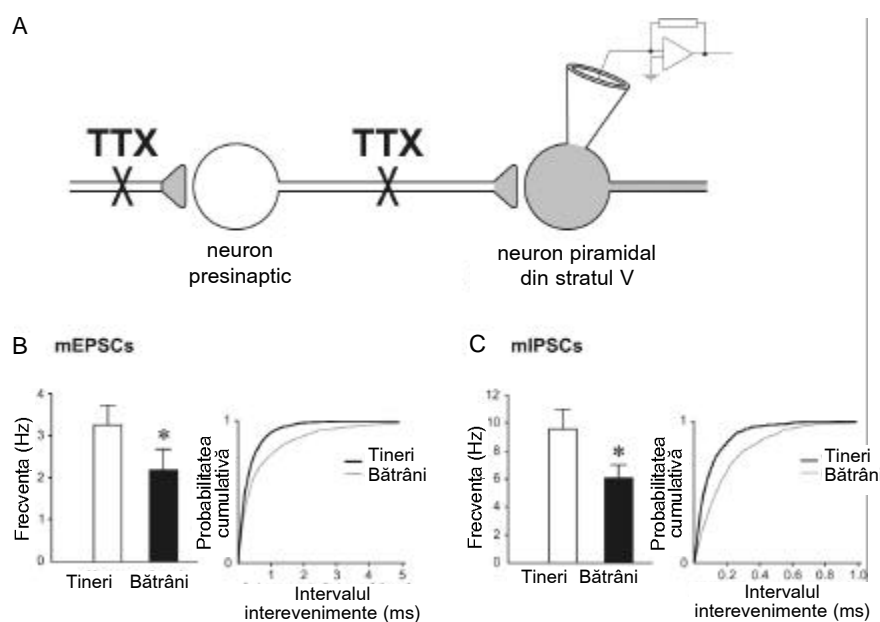 A
TTX
TTX
neuron
presinaptic
neuron piramidal
din stratul V
B mEPSCs
Frecvența (Hz)
4
3
2
1
0
*
Tineri Bătrâni
Probabilitatea
cumulativă
1
0
Tineri
Bătrâni
1 2 3 4 5
Intervalul
interevenimente (ms)
C mIPSCs
Frecvența (Hz)
12
10
8
6
4
2
0
*
Tineri Bătrâni
Probabilitatea
cumulativă
1
0
Tineri
Bătrân
0.2 0.4 0.6 0.8 1.0
Intervalul
interevenimente (ms)